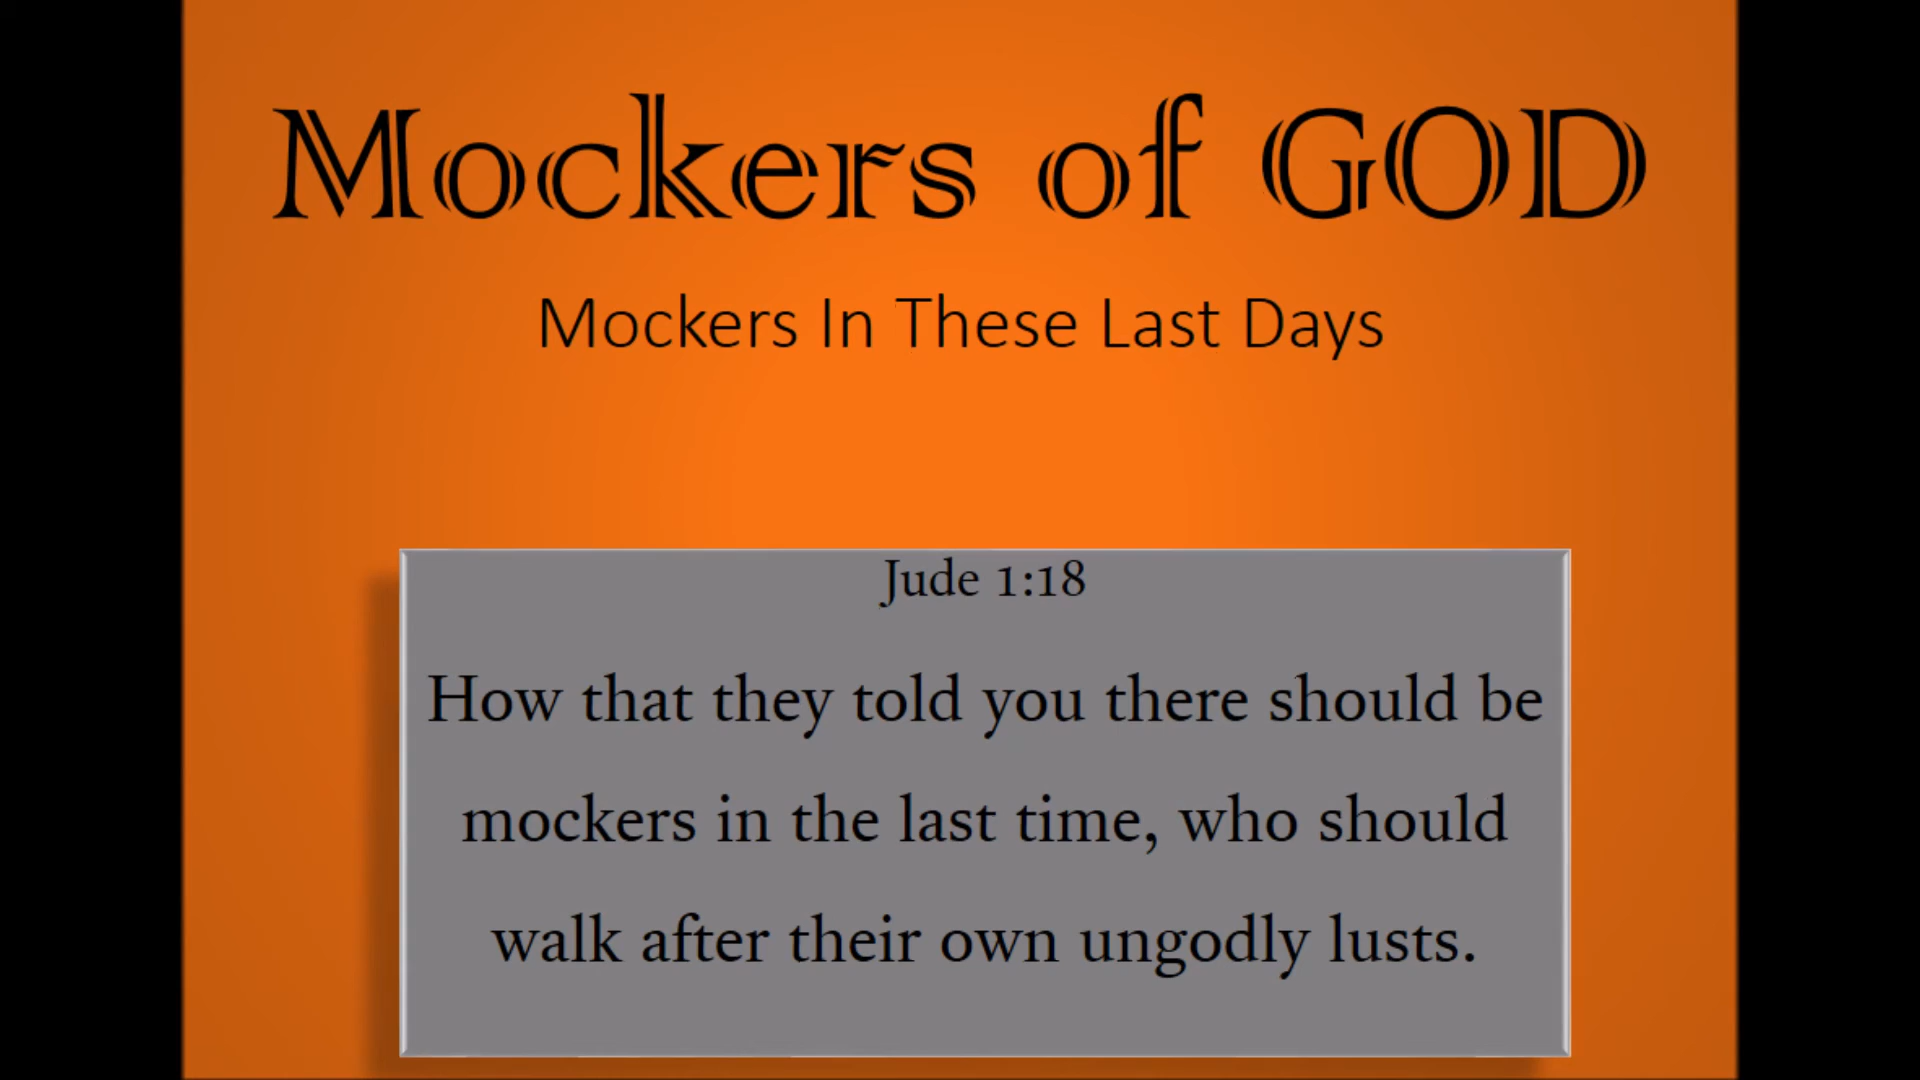 Mockers of GOD
Mockers In These Last Days
Jude 1:18
How that they told you there should be
mockers in the last time, who should
walk after their own ungodly lusts.